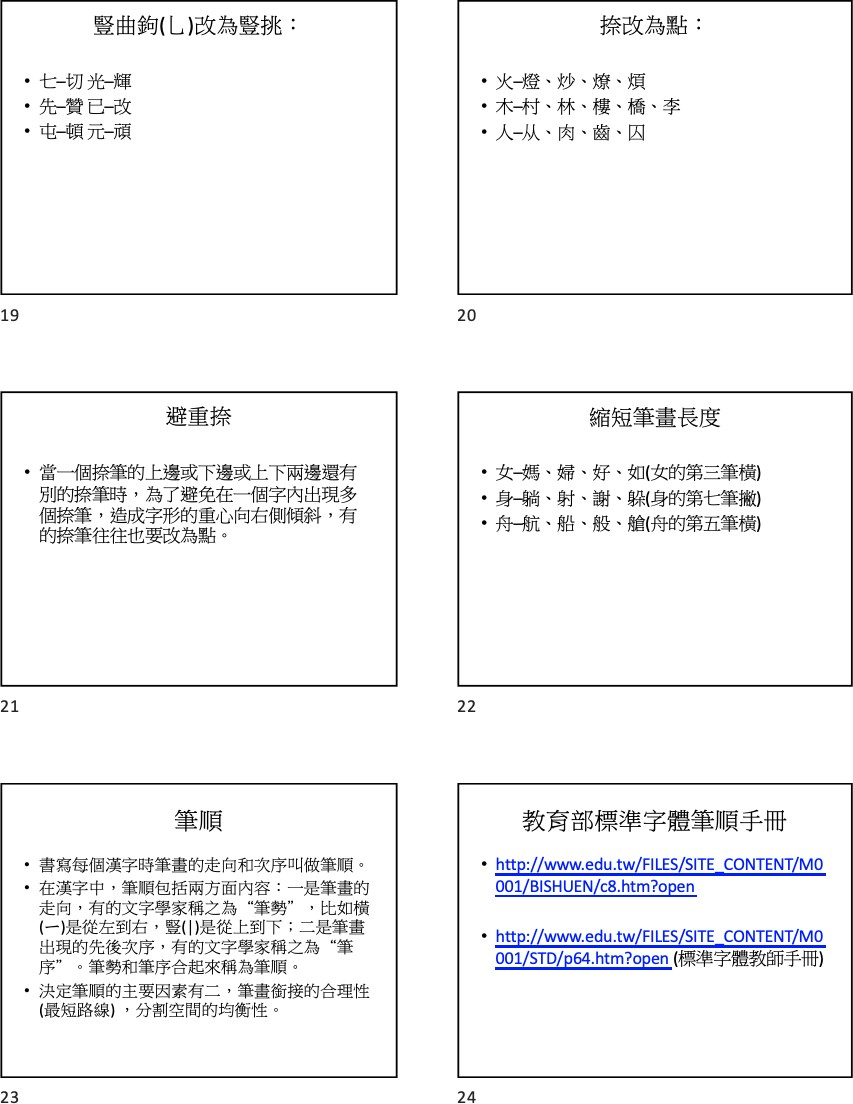 豎曲鉤(乚)改為豎挑：
• 七–切 光–輝
• 先–贊 已–改
• 屯–頓 元–頑
19
捺改為點：
• 火–燈、炒、燎、煩
• 木–村、林、樓、橋、李
• 人–从、肉、齒、囚
20
避重捺
• 當一個捺筆的上邊或下邊或上下兩邊還有
別的捺筆時，為了避免在一個字內出現多
個捺筆，造成字形的重心向右側傾斜，有
的捺筆往往也要改為點。
21
縮短筆畫長度
• 女–媽、婦、好、如(女的第三筆橫)
• 身–躺、射、謝、躲(身的第七筆撇)
• 舟–航、船、般、艙(舟的第五筆橫)
22
筆順
• 書寫每個漢字時筆畫的走向和次序叫做筆順。
• 在漢字中，筆順包括兩方面內容：一是筆畫的
走向，有的文字學家稱之為“筆勢”，比如橫
(一)是從左到右，豎(|)是從上到下；二是筆畫
出現的先後次序，有的文字學家稱之為“筆
序”。筆勢和筆序合起來稱為筆順。
• 決定筆順的主要因素有二，筆畫銜接的合理性
(最短路線) ，分割空間的均衡性。
23
教育部標準字體筆順手冊
• http://www.edu.tw/FILES/SITE_CONTENT/M0
001/BISHUEN/c8.htm?open
• http://www.edu.tw/FILES/SITE_CONTENT/M0
001/STD/p64.htm?open (標準字體教師手冊)
24